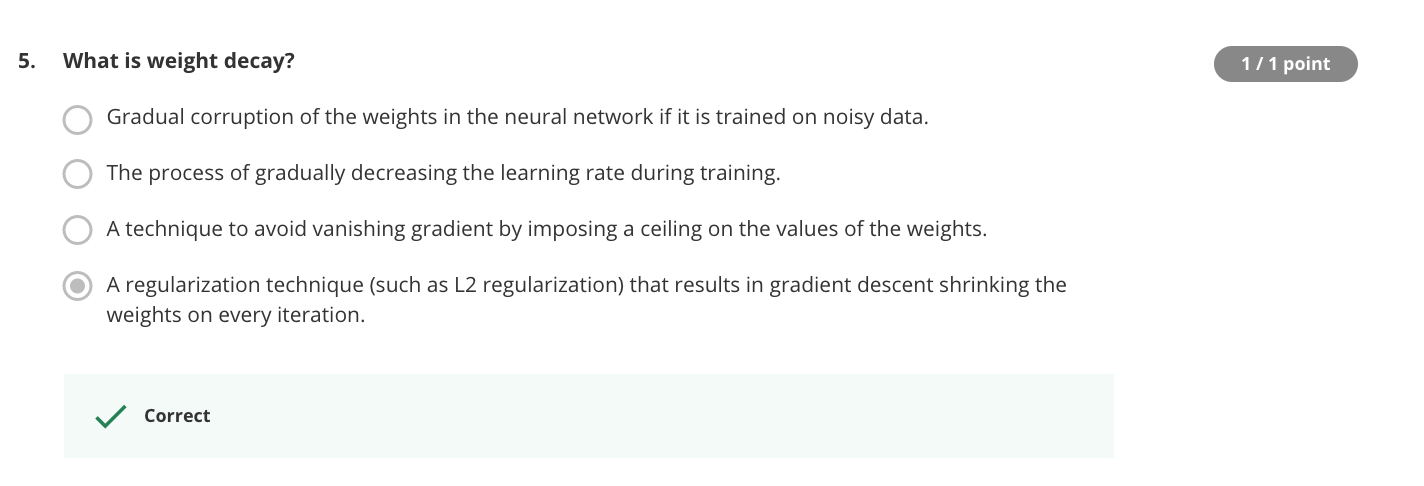 5. What is weight decay?
1 / 1 point
Gradual corruption of the weights in the neural network if it is trained on noisy data.
The process of gradually decreasing the learning rate during training.
A technique to avoid vanishing gradient by imposing a ceiling on the values of the weights.
A regularization technique (such as L2 regularization) that results in gradient descent shrinking the
weights on every iteration.
Correct